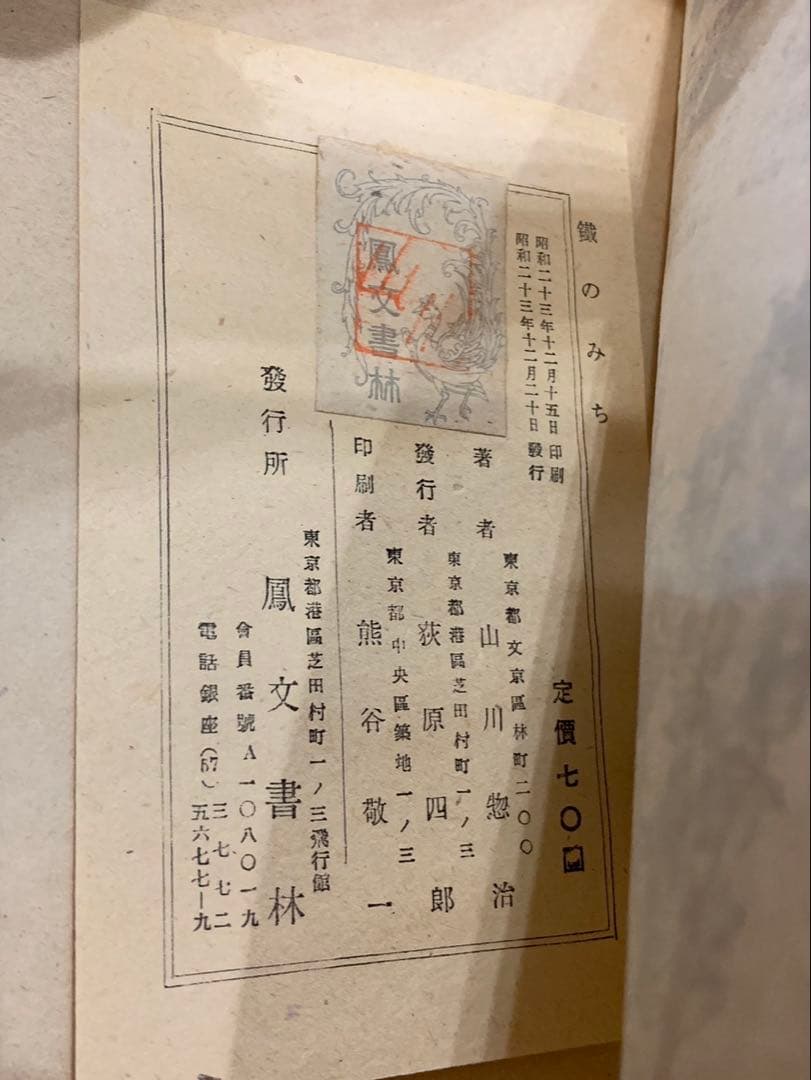 鐵のみち
昭和二十三年十二月十五日 印刷
昭和二十三年十二月二十日 發行
定價七〇圓
東京都文京區林町二〇〇
著者 山川惣治
東京都港區芝田村町一ノ三
發行者 荻原四郎
東京都中央區築地一ノ三
印刷者 熊谷敬一
鳳文書林
東京都港區芝田村町一ノ三飛行館
發行所 鳳文書林
會員番號A一〇八〇一九
電話銀座(57)三七七二
五六七七—九